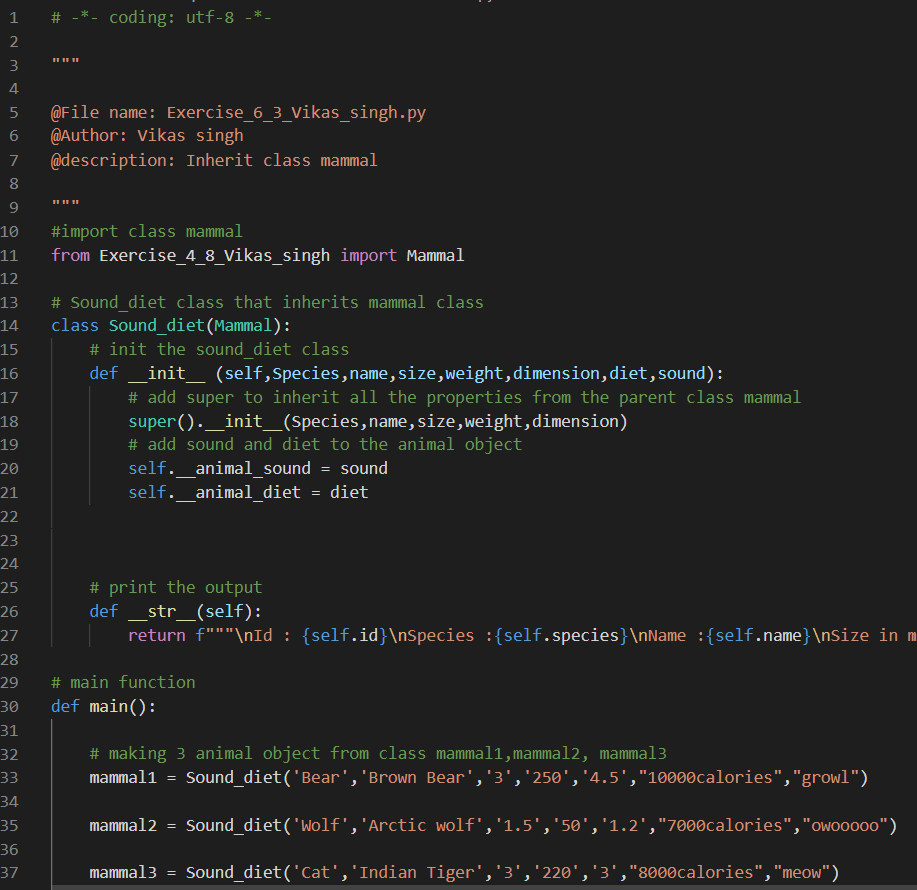 1 # -*- coding: utf-8 -*-
2
3 """
4
5 @File name: Exercise_6_3_Vikas_singh.py
6 @Author: Vikas singh
7 @description: Inherit class mammal
8
9 """
10 #import class mammal
11 from Exercise_4_8_Vikas_singh import Mammal
12
13 # Sound_diet class that inherits mammal class
14 class Sound_diet(Mammal):
15     # init the sound_diet class
16     def __init__ (self,Species,name,size,weight,dimension,diet,sound):
17         # add super to inherit all the properties from the parent class mammal
18         super().__init__(Species,name,size,weight,dimension)
19         # add sound and diet to the animal object
20         self.__animal_sound = sound
21         self.__animal_diet = diet
22
23
24
25     # print the output
26     def __str__(self):
27         return f"""\nId : {self.id}\nSpecies :{self.species}\nName :{self.name}\nSize in m
28
29 # main function
30 def main():
31
32     # making 3 animal object from class mammal1,mammal2, mammal3
33     mammal1 = Sound_diet('Bear','Brown Bear','3','250','4.5',"10000calories","growl")
34
35     mammal2 = Sound_diet('Wolf','Arctic wolf','1.5','50','1.2',"7000calories","owooooo")
36
37     mammal3 = Sound_diet('Cat','Indian Tiger','3','220','3',"8000calories","meow")